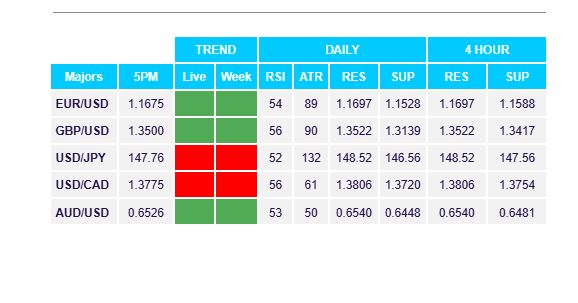 TREND DAILY 4 HOUR
Majors 5PM Live Week RSI ATR RES SUP RES SUP
EUR/USD 1.1675 54 89 1.1697 1.1528 1.1697 1.1588
GBP/USD 1.3500 56 90 1.3522 1.3139 1.3522 1.3417
USD/JPY 147.76 52 132 148.52 146.56 148.52 147.56
USD/CAD 1.3775 56 61 1.3806 1.3720 1.3806 1.3754
AUD/USD 0.6526 53 50 0.6540 0.6448 0.6540 0.6481